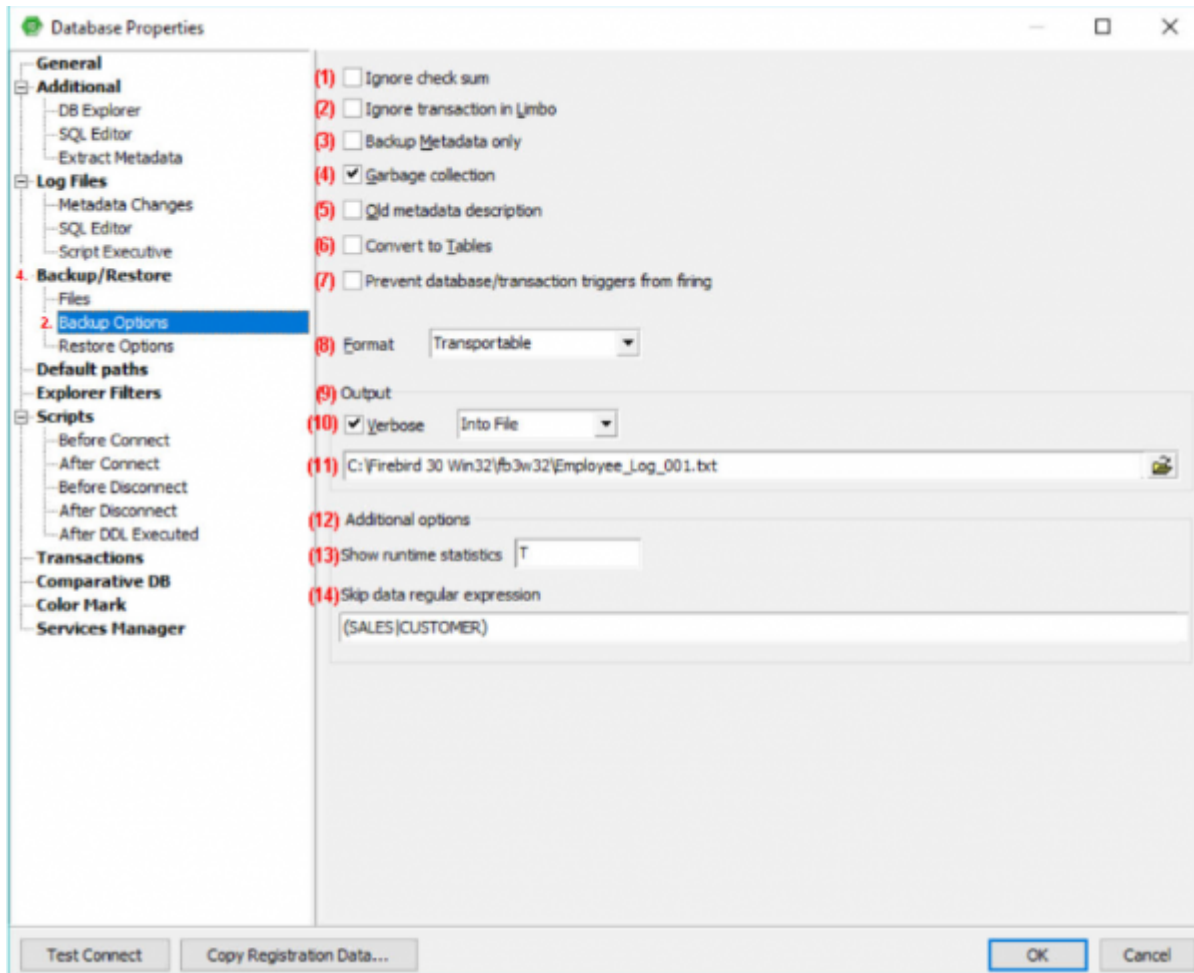 Database Properties
General
Additional
DB Explorer
SQL Editor
Extract Metadata
Log Files
Metadata Changes
SQL Editor
Script Executive
4. Backup/Restore
Files
2. Backup Options
Restore Options
Default paths
Explorer Filters
Scripts
Before Connect
After Connect
Before Disconnect
After Disconnect
After DDL Executed
Transactions
Comparative DB
Color Mark
Services Manager
(1) Ignore check sum
(2) Ignore transaction in Limbo
(3) Backup Metadata only
(4) Garbage collection
(5) Old metadata description
(6) Convert to Tables
(7) Prevent database/transaction triggers from firing
(8) Format Transportable
(9) Output
(10) Verbose Into File
(11) C:\Firebird 30 Win32\fb3w32\Employee_Log_001.txt
(12) Additional options
(13) Show runtime statistics T
(14) Skip data regular expression
(SALES|CUSTOMER)
Test Connect Copy Registration Data... OK Cancel